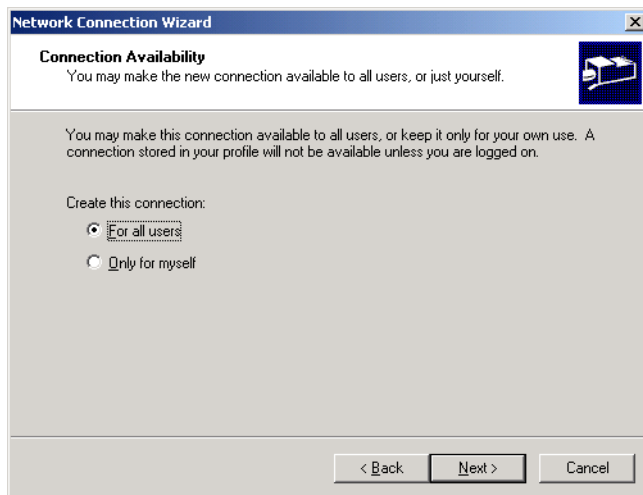 Network Connection Wizard
Connection Availability
You may make the new connection available to all users, or just yourself.
You may make this connection available to all users, or keep it only for your own use. A
connection stored in your profile will not be available unless you are logged on.
Create this connection:
For all users
Only for myself
< Back Next > Cancel